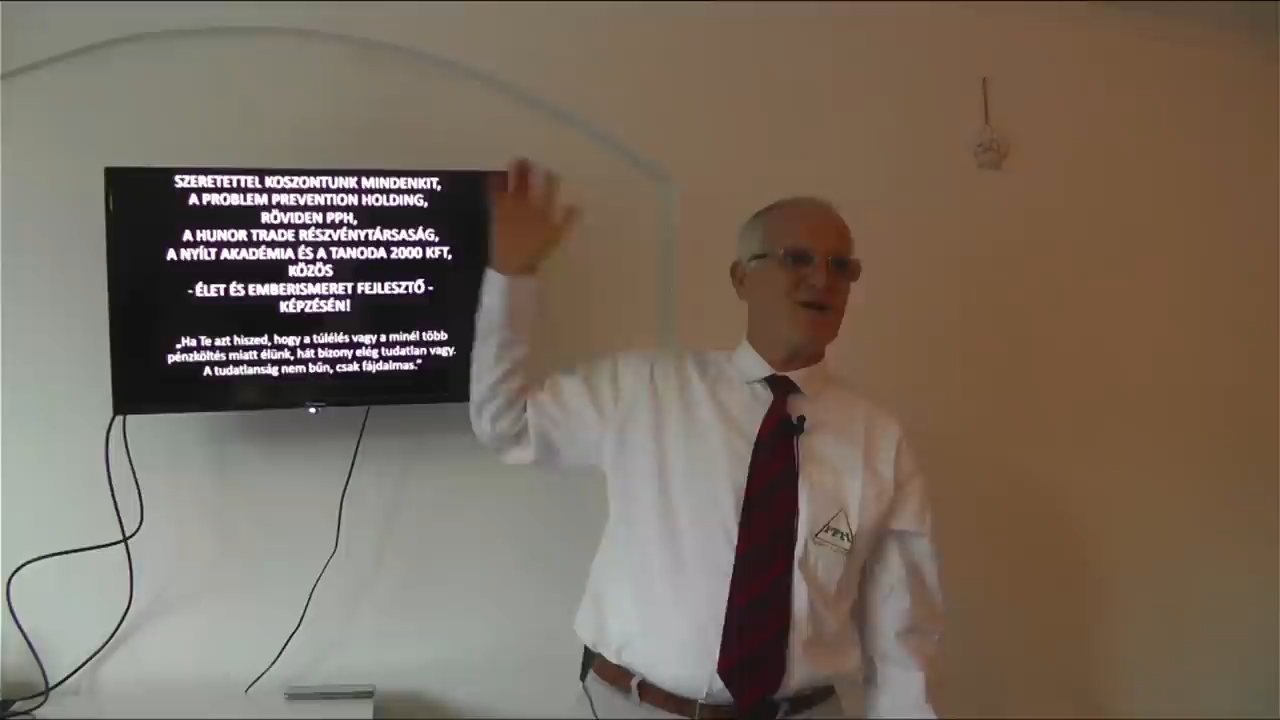 SZERETETTEL KÖSZÖNTÜNK MINDENKIT,
A PROBLEM PREVENTION HOLDING,
RÖVIDEN PPH,
A HUNOR TRADE RÉSZVÉNYTÁRSASÁG,
A NYÍLT AKADÉMIA ÉS A TANODA 2000 KFT,
KÖZÖS
- ÉLET ÉS EMBERISMERET FEJLESZTŐ -
KÉPZÉSÉN!
„Ha Te azt hiszed, hogy a túlélés vagy a minél több
pénzköltés miatt élünk, hát bizony elég tudatlan vagy.
A tudatlanság nem bűn, csak fájdalmas.”